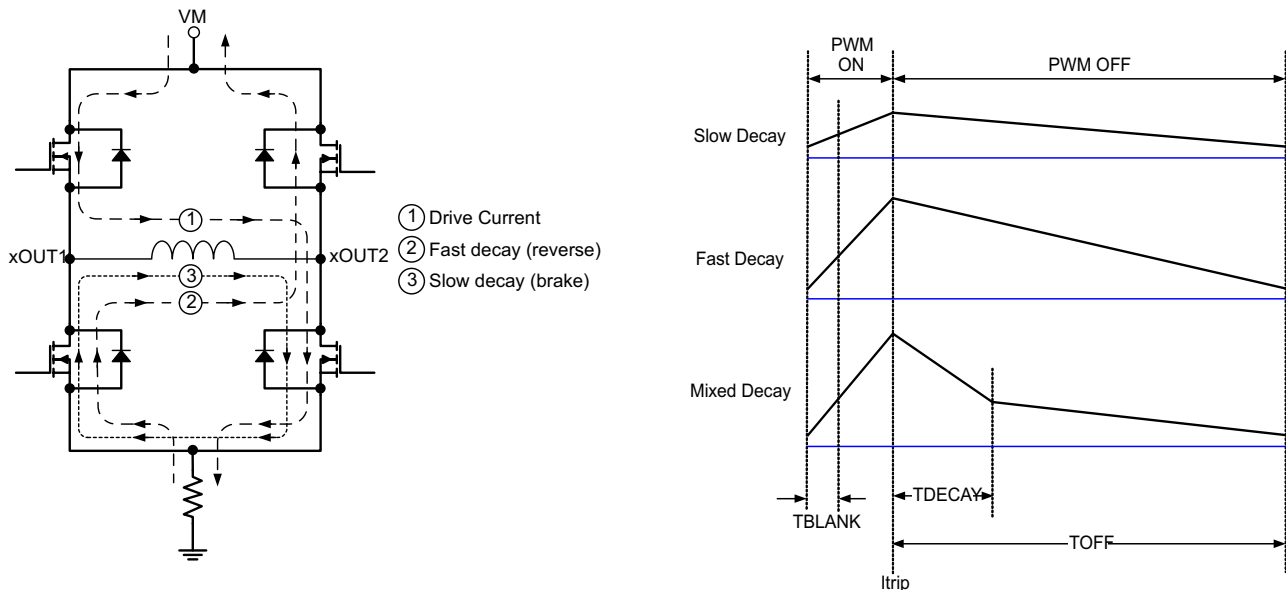 VM
xOUT1
xOUT2
1
3
2
1 Drive Current
2 Fast decay (reverse)
3 Slow decay (brake)
PWM
ON
PWM OFF
Slow Decay
Fast Decay
Mixed Decay
TDECAY
TBLANK
TOFF
Itrip